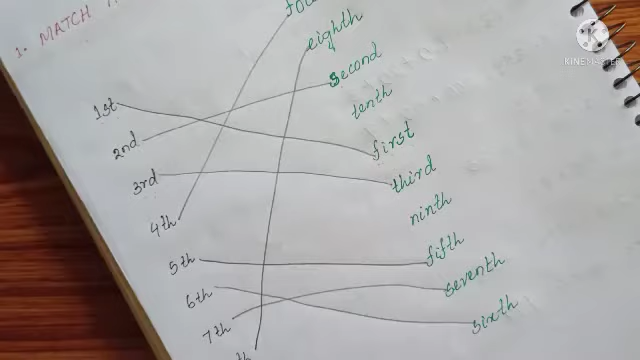 1. MATCH
eighth
second
tenth
1st
first
2nd
third
3rd
ninth
4th
fifth
5th
seventh
6th
sixth
7th
KINEMASTER